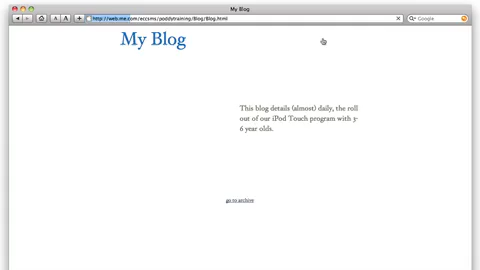 My Blog
A A + http://web.me.com/eccsms/poddytraining/Blog/Blog.html Google
My Blog
This blog details (almost) daily, the roll
out of our iPod Touch program with 5-
6 year olds.
go to archive